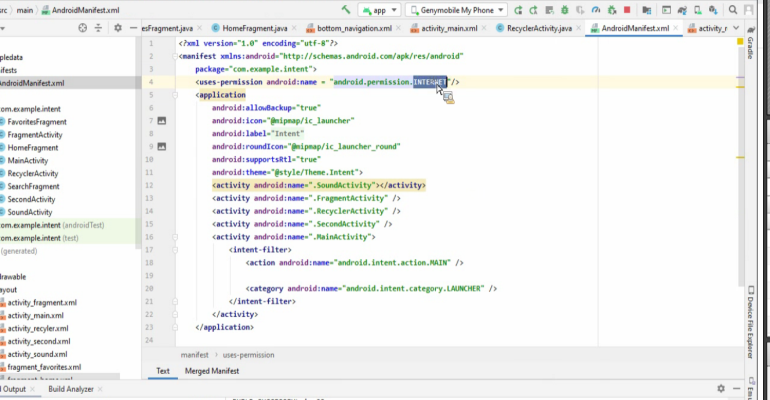 src main AndroidManifest.xml
app Genymobile My Phone
esFragment.java HomeFragment.java bottom_navigation.xml activity_main.xml RecyclerActivity.java AndroidManifest.xml activity_r
pledata
nifests
AndroidManifest.xml
com.example.intent
FavoritesFragment
FragmentActivity
HomeFragment
MainActivity
RecyclerActivity
SearchFragment
SecondActivity
SoundActivity
com.example.intent (androidTest)
com.example.intent (test)
(generated)
drawable
ayout
activity_fragment.xml
activity_main.xml
activity_recyler.xml
activity_second.xml
activity_sound.xml
fragment_favorites.xml
1 <?xml version="1.0" encoding="utf-8"?>
2 <manifest xmlns:android="http://schemas.android.com/apk/res/android"
3 package="com.example.intent">
4 <uses-permission android:name = "android.permission.INTERNET"/>
5 <application
6 android:allowBackup="true"
7 android:icon="@mipmap/ic_launcher"
8 android:label="Intent"
9 android:roundIcon="@mipmap/ic_launcher_round"
10 android:supportsRtl="true"
11 android:theme="@style/Theme.Intent">
12 <activity android:name=".SoundActivity"></activity>
13 <activity android:name=".FragmentActivity" />
14 <activity android:name=".RecyclerActivity" />
15 <activity android:name=".SecondActivity" />
16 <activity android:name=".MainActivity">
17 <intent-filter>
18 <action android:name="android.intent.action.MAIN" />
19
20 <category android:name="android.intent.category.LAUNCHER" />
21 </intent-filter>
22 </activity>
23 </application>
24
manifest uses-permission
Text Merged Manifest
Output Build Analyzer
Gradle
Device File Explorer